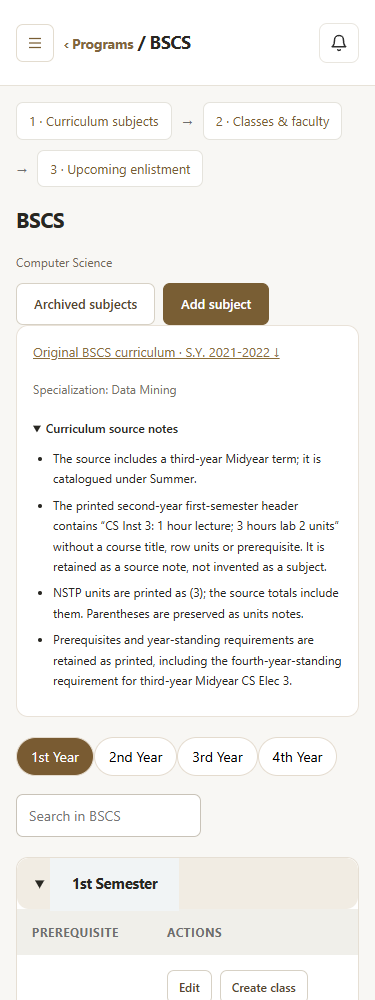 ‹ Programs / BSCS
1 · Curriculum subjects → 2 · Classes & faculty
→ 3 · Upcoming enlistment
BSCS
Computer Science
Archived subjects Add subject
Original BSCS curriculum · S.Y. 2021-2022 ↓
Specialization: Data Mining
▼ Curriculum source notes
• The source includes a third-year Midyear term; it is
catalogued under Summer.
• The printed second-year first-semester header
contains “CS Inst 3: 1 hour lecture; 3 hours lab 2 units”
without a course title, row units or prerequisite. It is
retained as a source note, not invented as a subject.
• NSTP units are printed as (3); the source totals include
them. Parentheses are preserved as units notes.
• Prerequisites and year-standing requirements are
retained as printed, including the fourth-year-standing
requirement for third-year Midyear CS Elec 3.
1st Year 2nd Year 3rd Year 4th Year
Search in BSCS
▼ 1st Semester
PREREQUISITE ACTIONS
Edit Create class